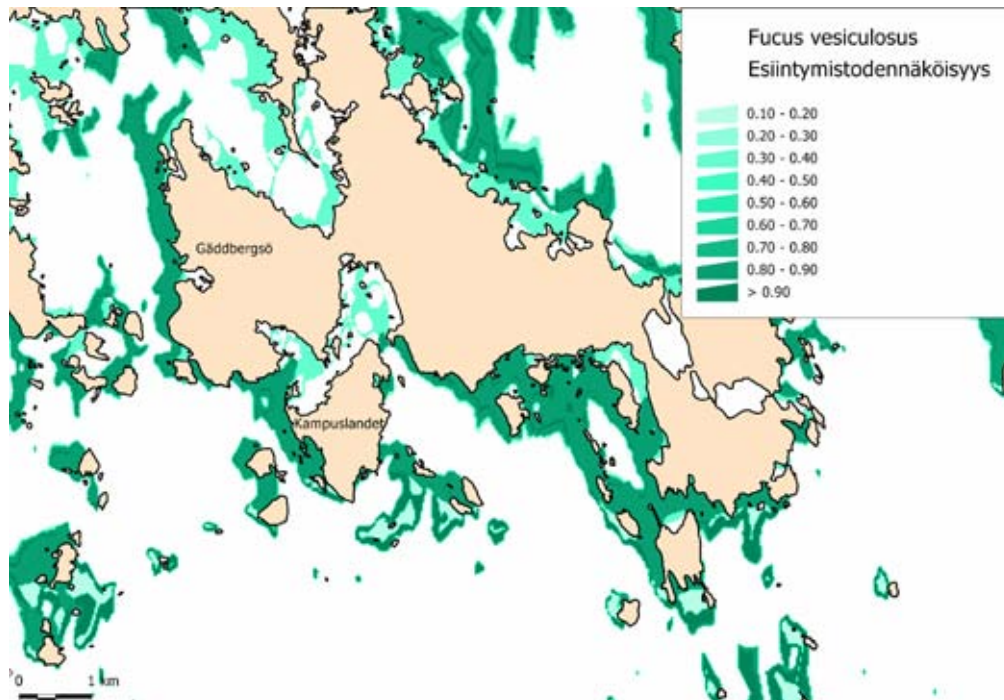 Fucus vesiculosus
Esiintymistodennäköisyys
0.10 - 0.20
0.20 - 0.30
0.30 - 0.40
0.40 - 0.50
0.50 - 0.60
0.60 - 0.70
0.70 - 0.80
0.80 - 0.90
> 0.90
Gäddbergsö
Kampuslandet
0 1 km